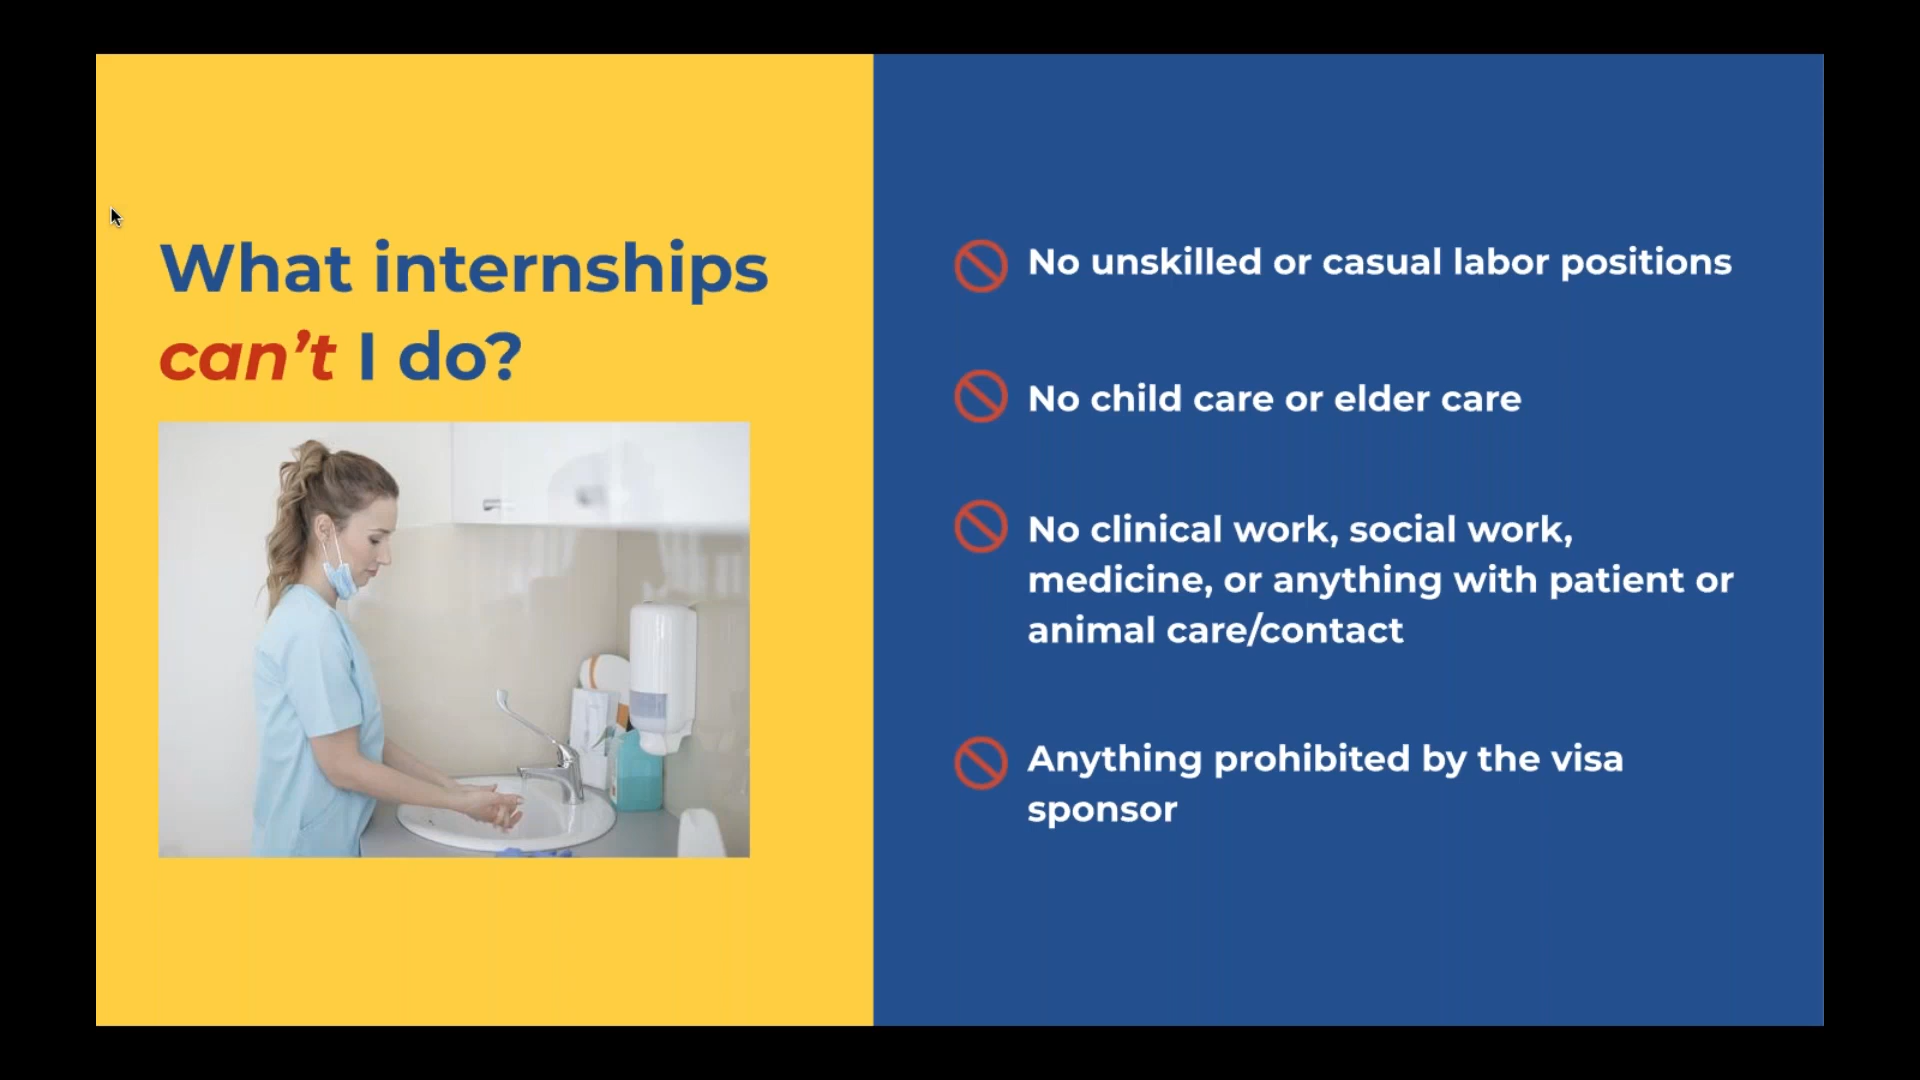 What internships
can’t I do?
No unskilled or casual labor positions
No child care or elder care
No clinical work, social work,
medicine, or anything with patient or
animal care/contact
Anything prohibited by the visa
sponsor